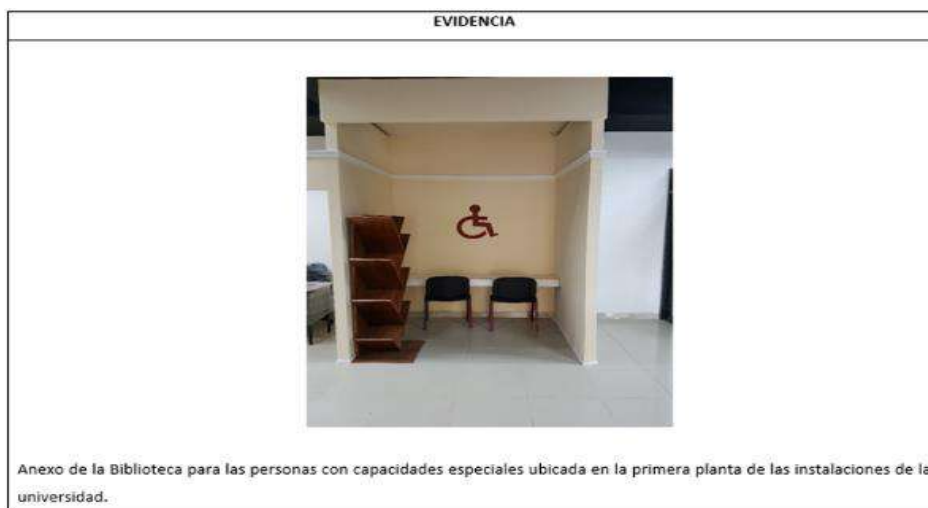 EVIDENCIA
Anexo de la Biblioteca para las personas con capacidades especiales ubicada en la primera planta de las instalaciones de la
universidad.